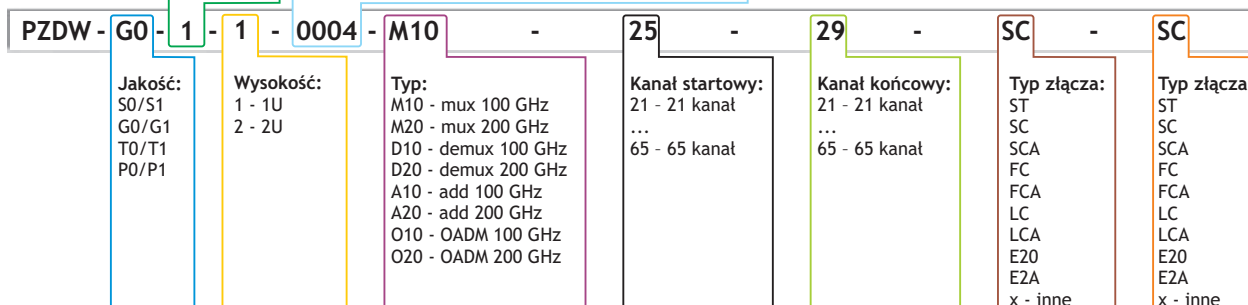 PZDW - G0 - 1 - 1 - 0004 - M10 - 25 - 29 - SC - SC
Jakość:
S0/S1
G0/G1
T0/T1
P0/P1
Wysokość:
1 - 1U
2 - 2U
Typ:
M10 - mux 100 GHz
M20 - mux 200 GHz
D10 - demux 100 GHz
D20 - demux 200 GHz
A10 - add 100 GHz
A20 - add 200 GHz
O10 - OADM 100 GHz
O20 - OADM 200 GHz
Kanał startowy:
21 – 21 kanał
...
65 – 65 kanał
Kanał końcowy:
21 – 21 kanał
...
65 – 65 kanał
Typ złącza:
ST
SC
SCA
FC
FCA
LC
LCA
E20
E2A
x - inne
Typ złącza
ST
SC
SCA
FC
FCA
LC
LCA
E20
E2A
x - inne